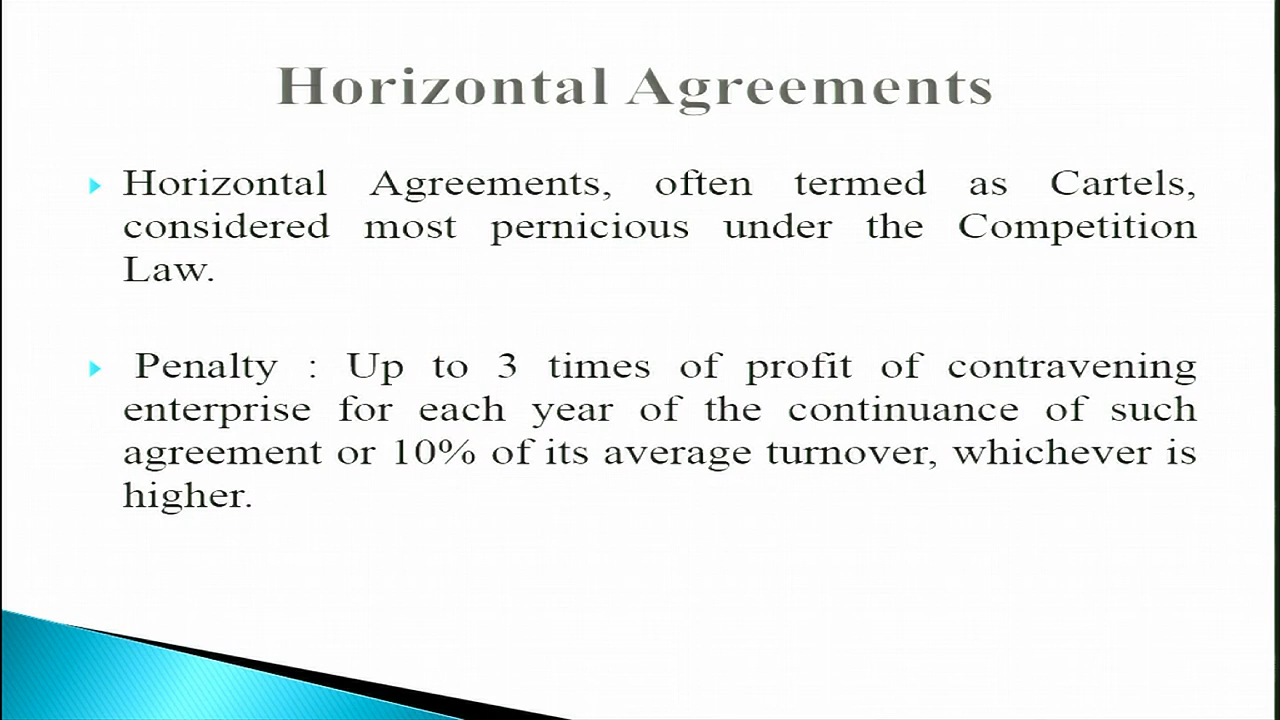 Horizontal Agreements
Horizontal Agreements, often termed as Cartels,
considered most pernicious under the Competition
Law.
Penalty : Up to 3 times of profit of contravening
enterprise for each year of the continuance of such
agreement or 10% of its average turnover, whichever is
higher.